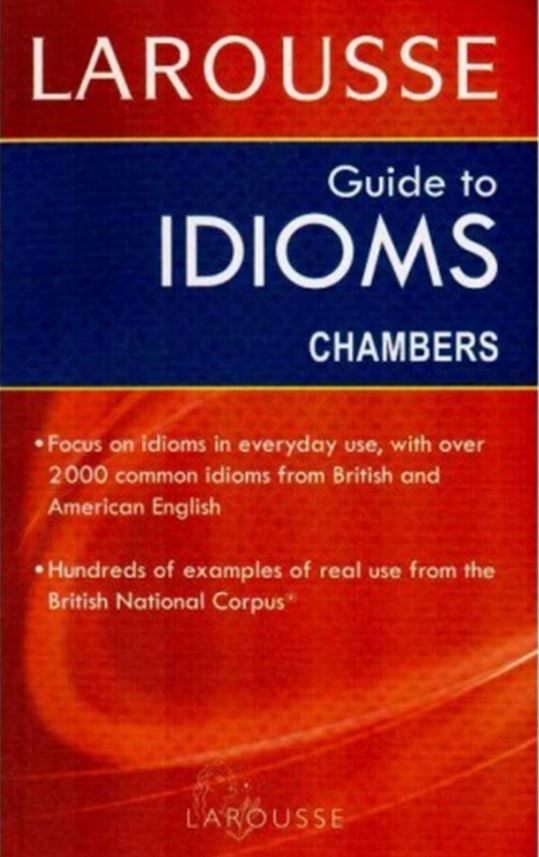 LAROUSSE
Guide to
IDIOMS
CHAMBERS
•Focus on idioms in everyday use, with over
2000 common idioms from British and
American English
•Hundreds of examples of real use from the
British National Corpus®
LAROUSSE